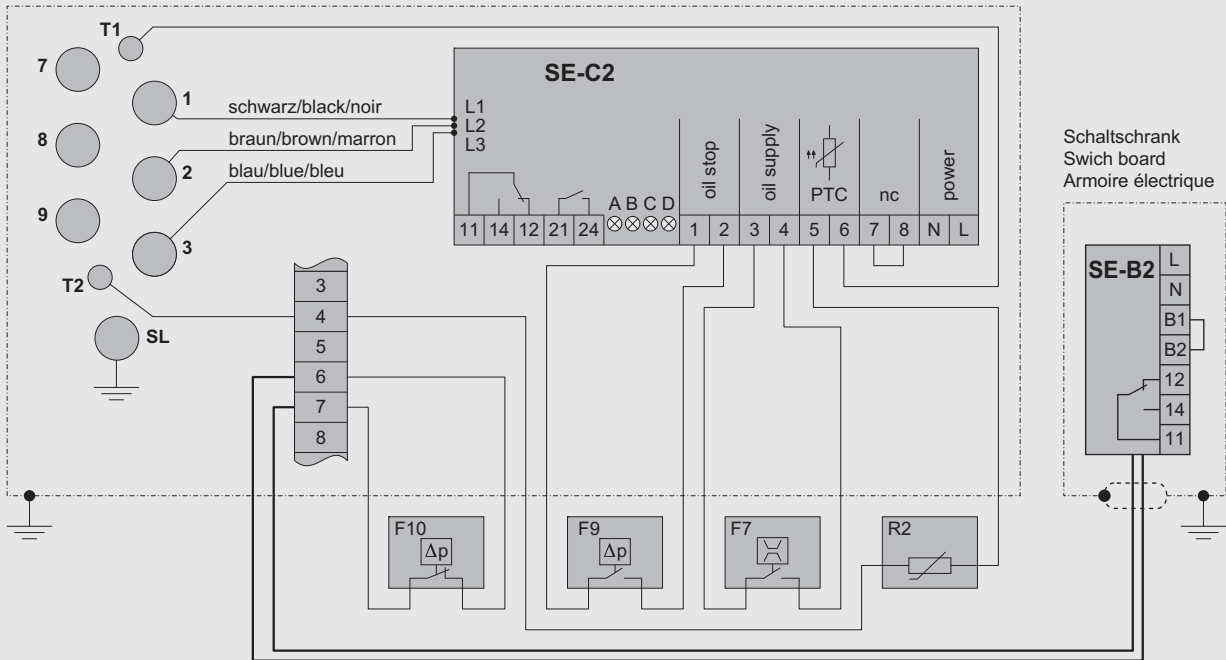 T1
7
1
8
2
9
3
T2
SL
schwarz/black/noir
braun/brown/marron
blau/blue/bleu
SE-C2
L1
L2
L3
oil stop
oil supply
PTC
nc
power
A B C D
11 14 12 21 24 1 2 3 4 5 6 7 8 N L
3
4
5
6
7
8
Schaltschrank
Swich board
Armoire électrique
SE-B2
L
N
B1
B2
12
14
11
F10
Δp
F9
Δp
F7
R2